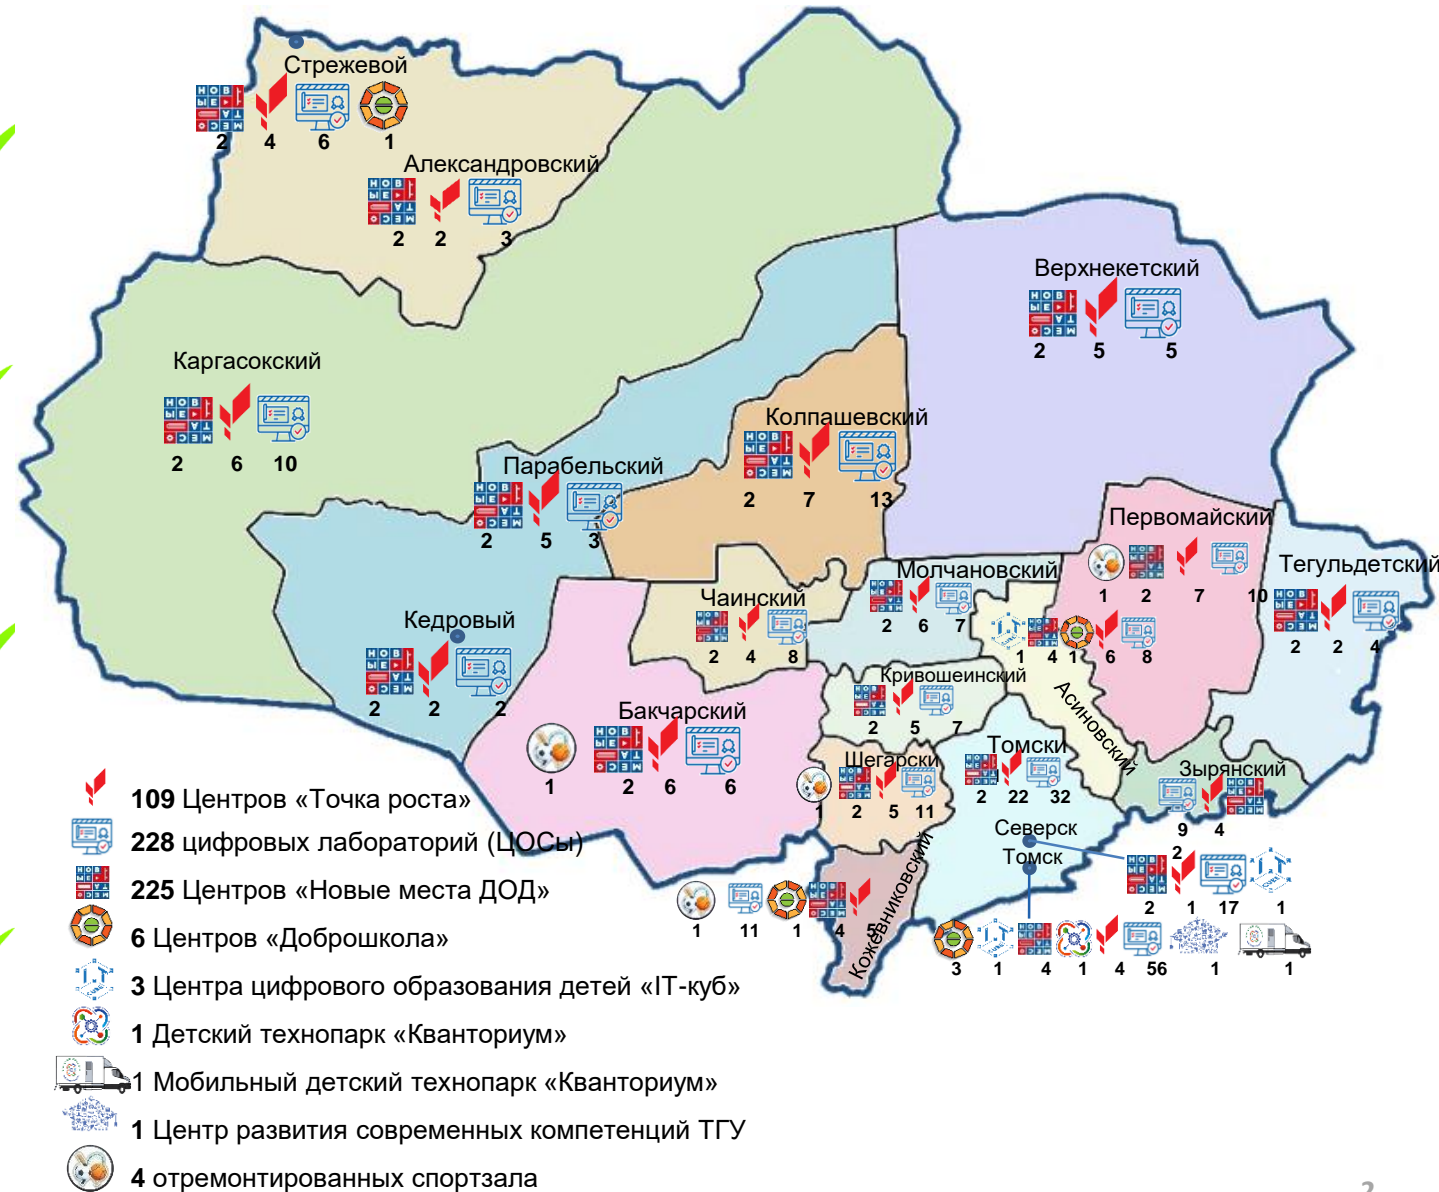 Стрежевой
2 4 6 1
Александровский
2 2 3
Верхнекетский
2 5 5
Каргасокский
2 6 10
Колпашевский
2 7 13
Парабельский
2 5 3
Первомайский
1 2 7 10
Тегульдетский
2 2 4
Молчановский
2 6 7
Чаинский
2 4 8
Кедровый
2 2 2
1 4 1 6 8
Асиновский
Кривошеинский
2 5 7
Бакчарский
1 2 6 6
Шегарски
1 2 5 11
Томски
2 22 32
Зырянский
9 4
2
Северск
Томск
2 1 17 1
Кожевниковский
1 11 1 4 5
3 1 4 1 4 56 1 1
109 Центров «Точка роста»
228 цифровых лабораторий (ЦОСы)
225 Центров «Новые места ДОД»
6 Центров «Доброшкола»
3 Центра цифрового образования детей «IT-куб»
1 Детский технопарк «Кванториум»
1 Мобильный детский технопарк «Кванториум»
1 Центр развития современных компетенций ТГУ
4 отремонтированных спортзала
2